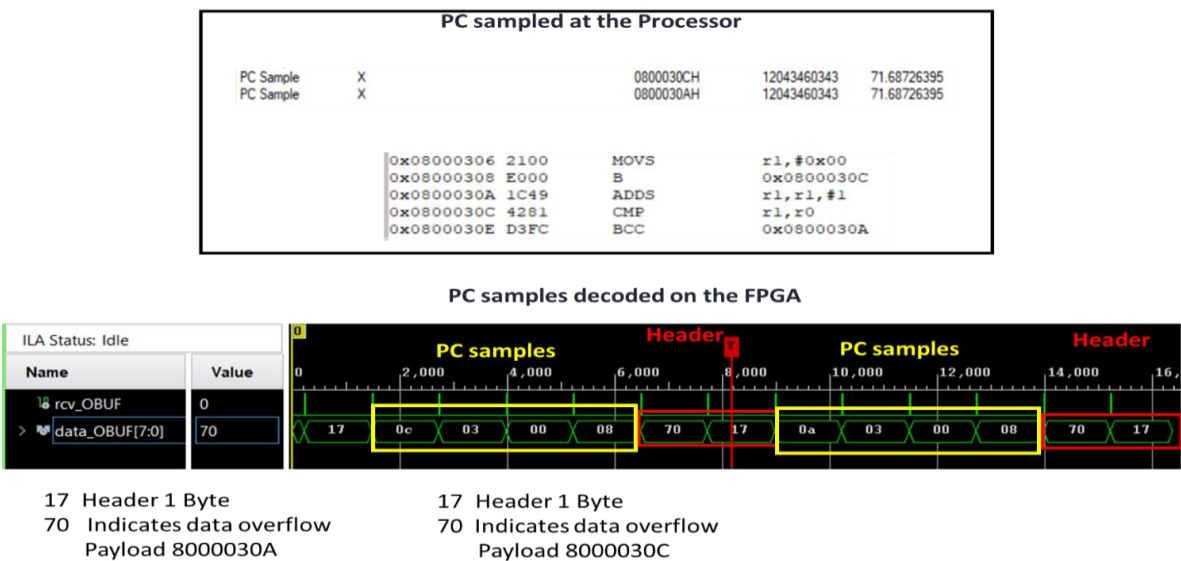 PC sampled at the Processor
PC Sample X 0800030CH 12043460343 71.68726395
PC Sample X 0800030AH 12043460343 71.68726395
0x08000306 2100 MOVS r1,#0x00
0x08000308 E000 B 0x0800030C
0x0800030A 1C49 ADDS r1,r1,#1
0x0800030C 4281 CMP r1,r0
0x0800030E D3FC BCC 0x0800030A
PC samples decoded on the FPGA
ILA Status: Idle
0
PC samples Header T PC samples Header
Name Value 0 2,000 4,000 6,000 8,000 10,000 12,000 14,000 16,
rcv_OBUF 0
> data_OBUF[7:0] 70 17 0c 03 00 08 70 17 0a 03 00 08 70 17
17 Header 1 Byte 17 Header 1 Byte
70 Indicates data overflow 70 Indicates data overflow
Payload 8000030A Payload 8000030C